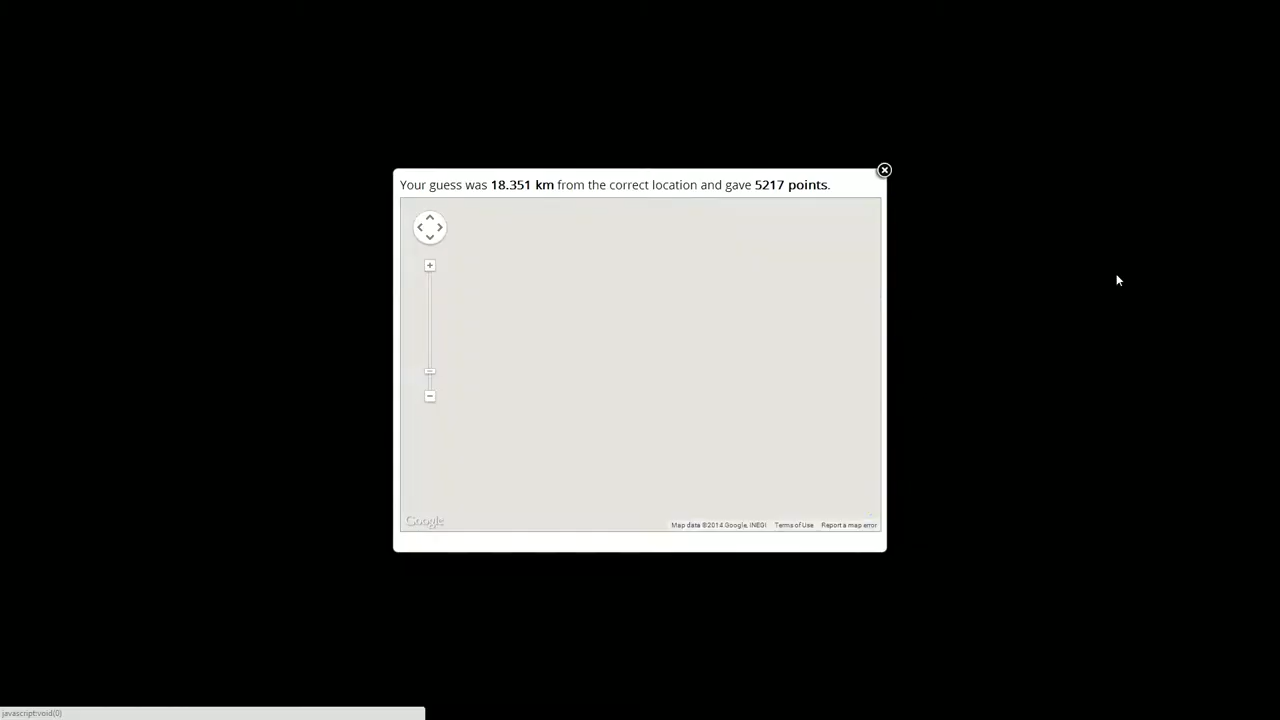 Your guess was 18.351 km from the correct location and gave 5217 points.
Google
Map data ©2014 Google, INEGI Terms of Use Report a map error
javascript:void(0)